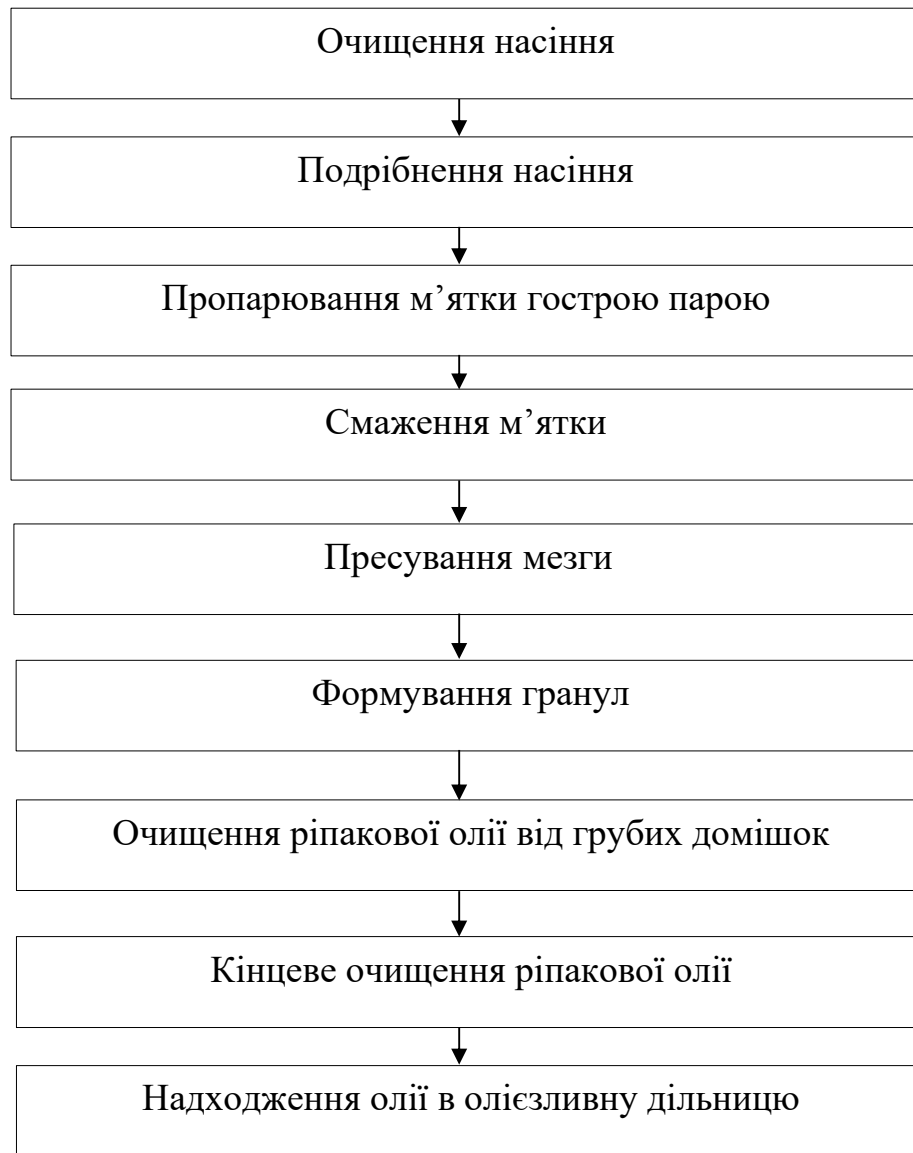 Очищення насіння
Подрібнення насіння
Пропарювання м’ятки гострою парою
Смаження м’ятки
Пресування мезги
Формування гранул
Очищення ріпакової олії від грубих домішок
Кінцеве очищення ріпакової олії
Надходження олії в олієзливну дільницю